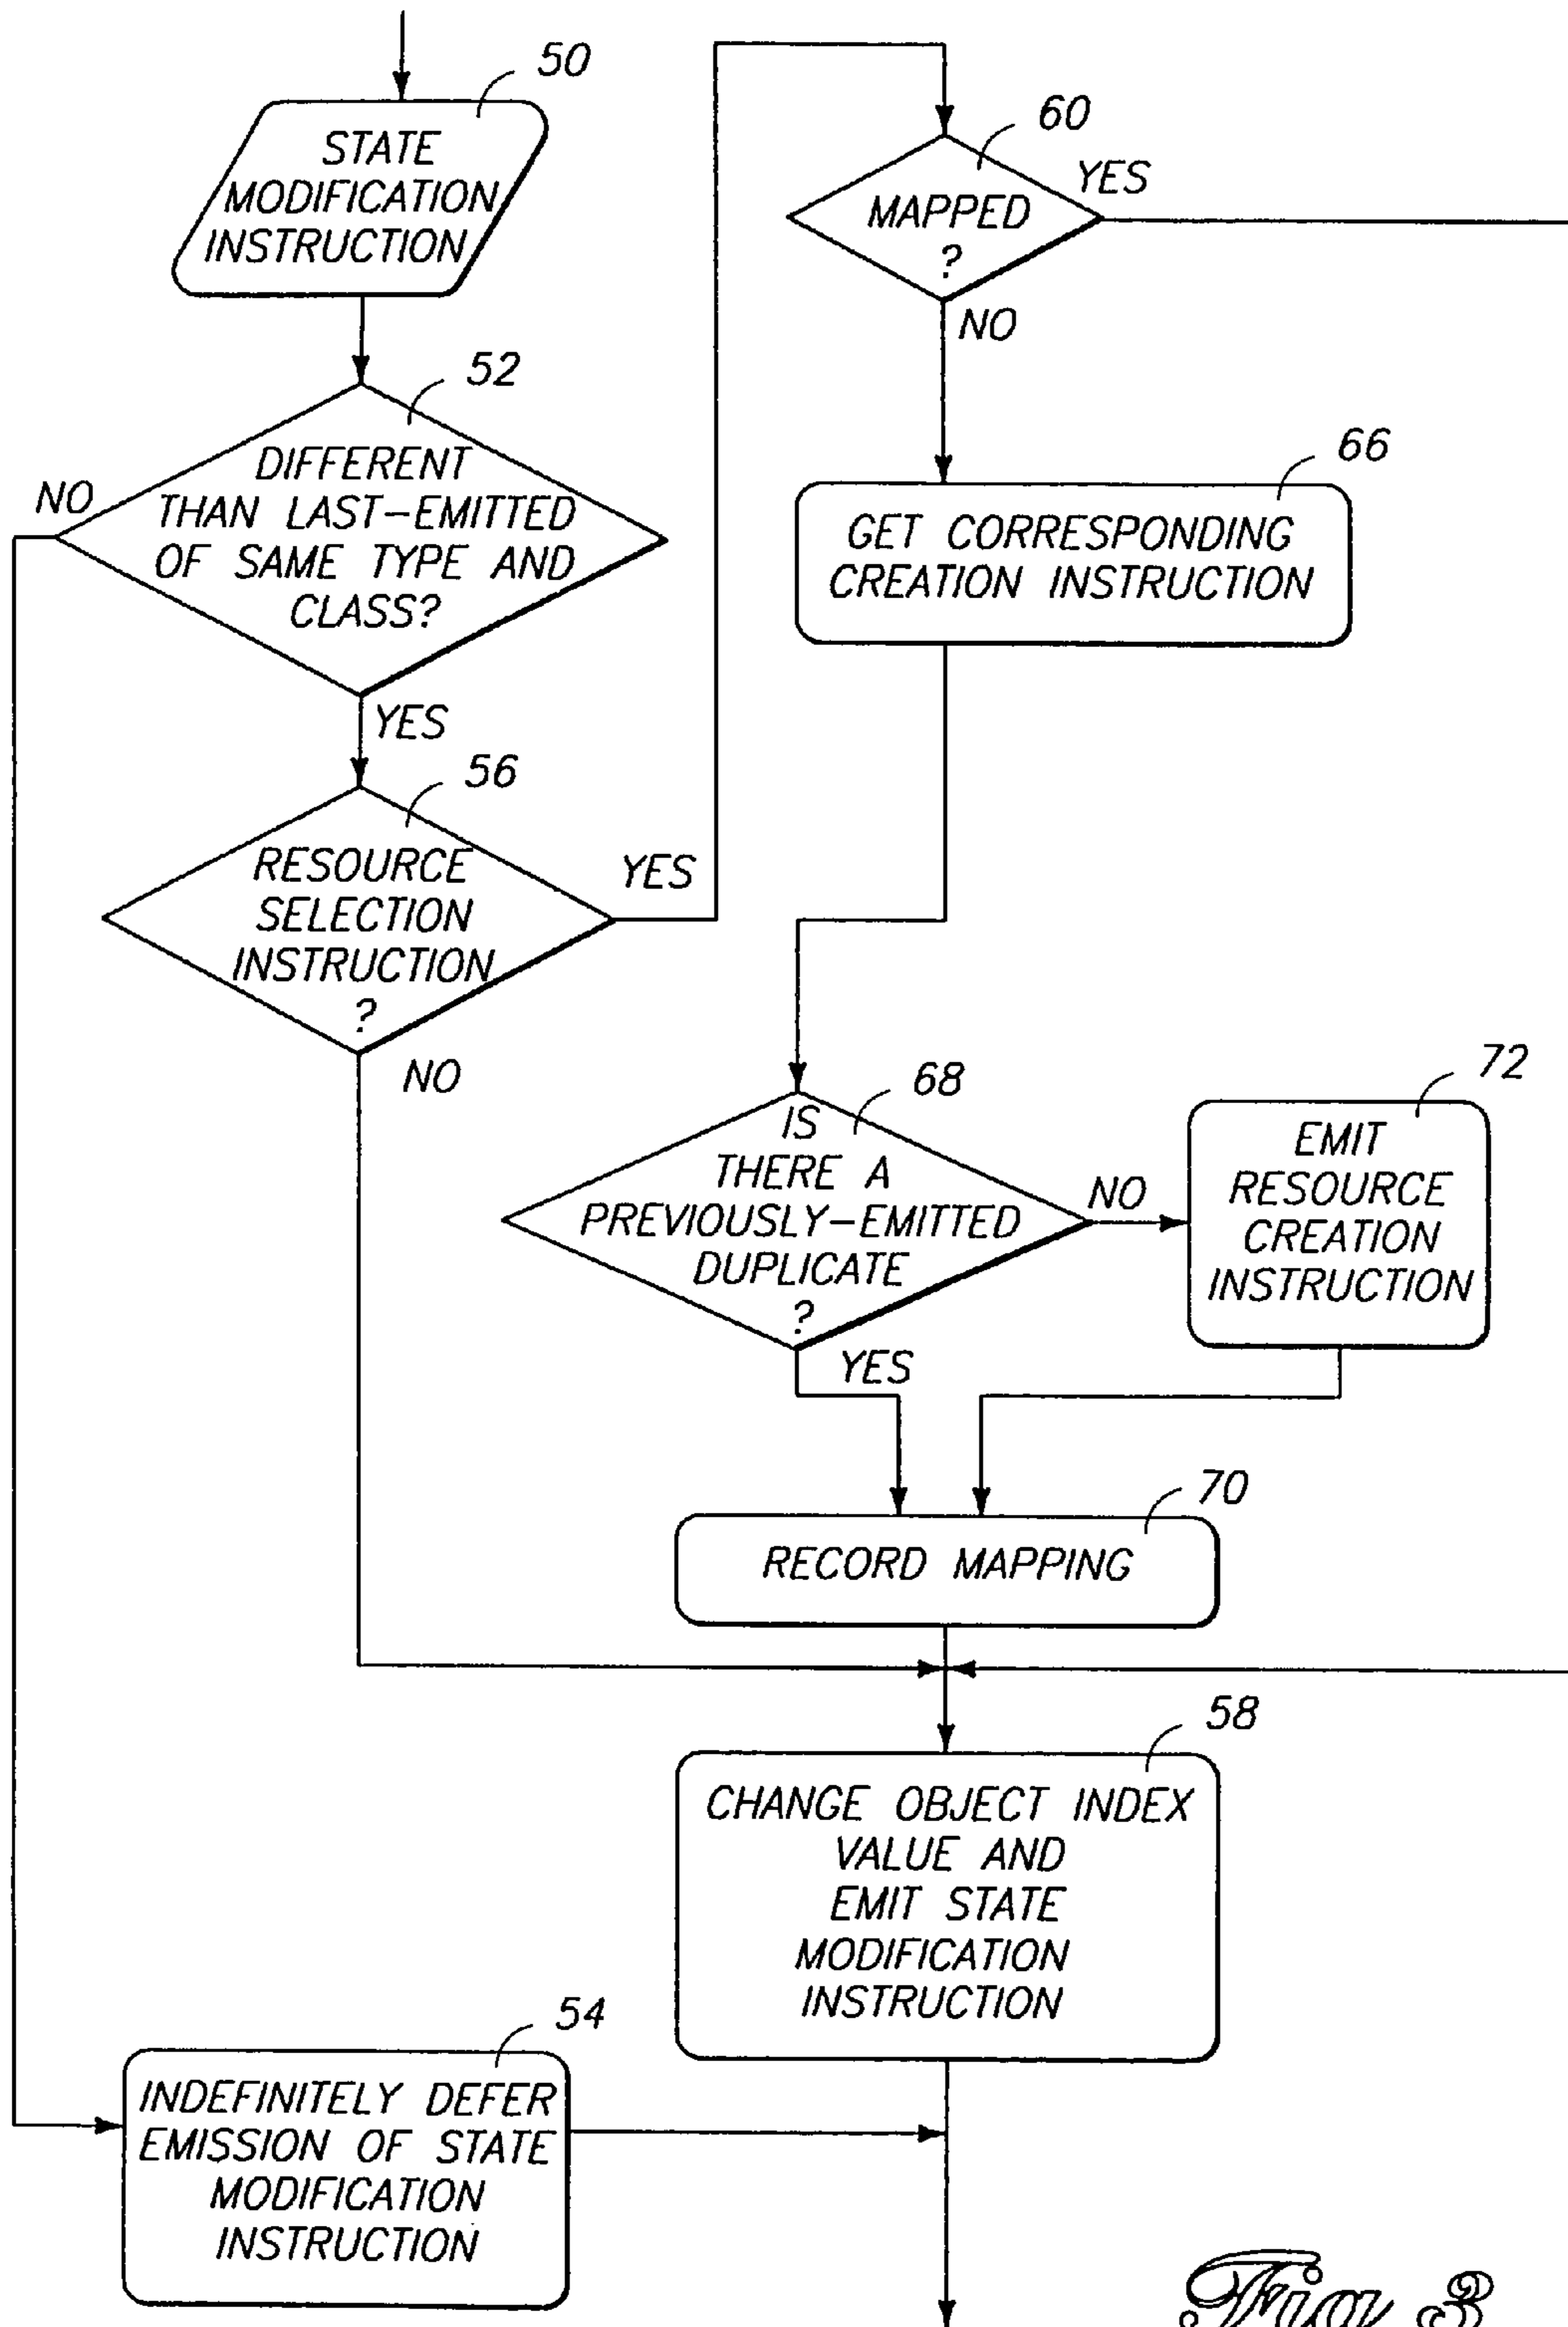 50
STATE
MODIFICATION
INSTRUCTION
52
DIFFERENT
THAN LAST-EMITTED
OF SAME TYPE AND
CLASS?
NO
YES
56
RESOURCE
SELECTION
INSTRUCTION
?
YES
NO
60
MAPPED
?
YES
NO
66
GET CORRESPONDING
CREATION INSTRUCTION
68
IS
THERE A
PREVIOUSLY-EMITTED
DUPLICATE
?
NO
YES
72
EMIT
RESOURCE
CREATION
INSTRUCTION
70
RECORD MAPPING
58
CHANGE OBJECT INDEX
VALUE AND
EMIT STATE
MODIFICATION
INSTRUCTION
54
INDEFINITELY DEFER
EMISSION OF STATE
MODIFICATION
INSTRUCTION